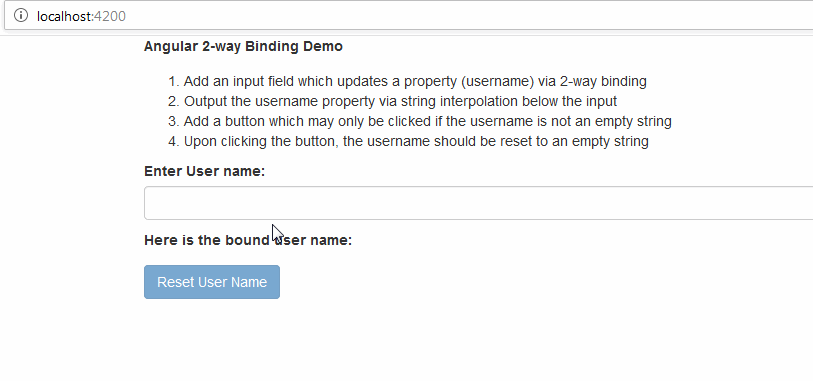 localhost:4200
Angular 2-way Binding Demo
1. Add an input field which updates a property (username) via 2-way binding
2. Output the username property via string interpolation below the input
3. Add a button which may only be clicked if the username is not an empty string
4. Upon clicking the button, the username should be reset to an empty string
Enter User name:
Here is the bound user name:
Reset User Name